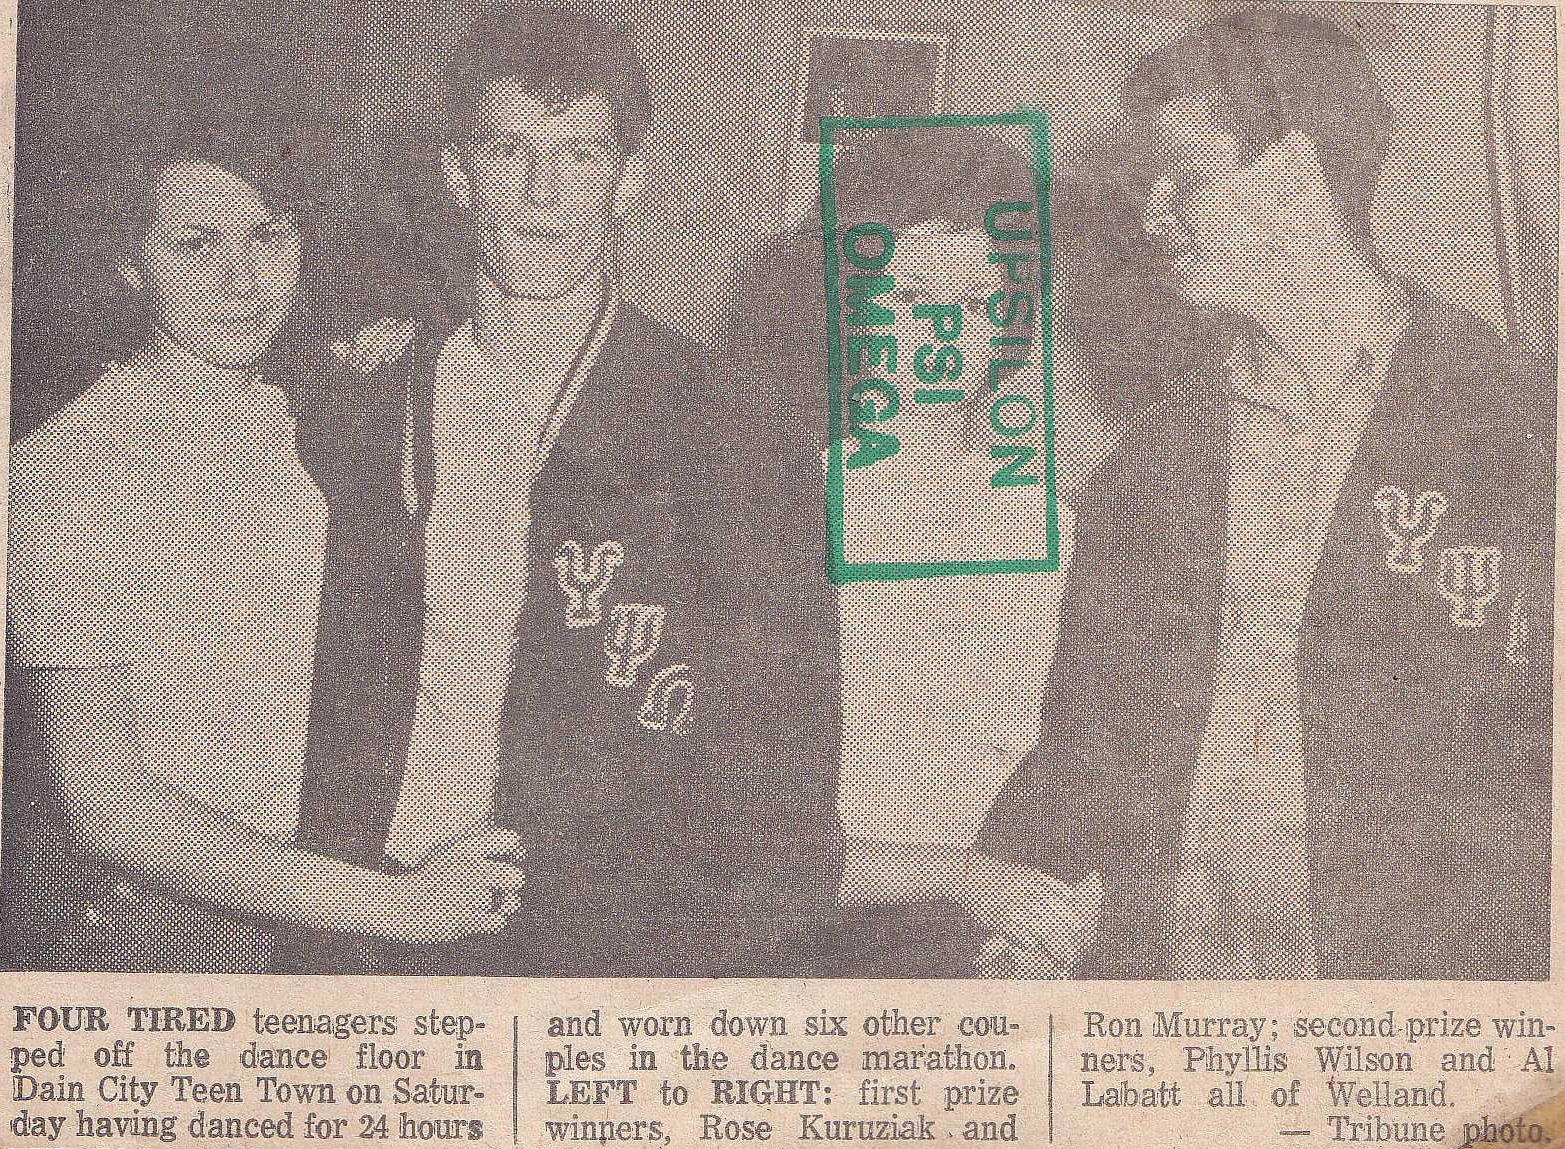 UPSILON
PSI
OMEGA
Υ
Ψ
Ω
Υ
Ψ
FOUR TIRED teenagers step-
ped off the dance floor in
Dain City Teen Town on Satur-
day having danced for 24 hours
and worn down six other cou-
ples in the dance marathon.
LEFT to RIGHT: first prize
winners, Rose Kuruziak and
Ron Murray; second prize win-
ners, Phyllis Wilson and Al
Labatt all of Welland.
— Tribune photo.